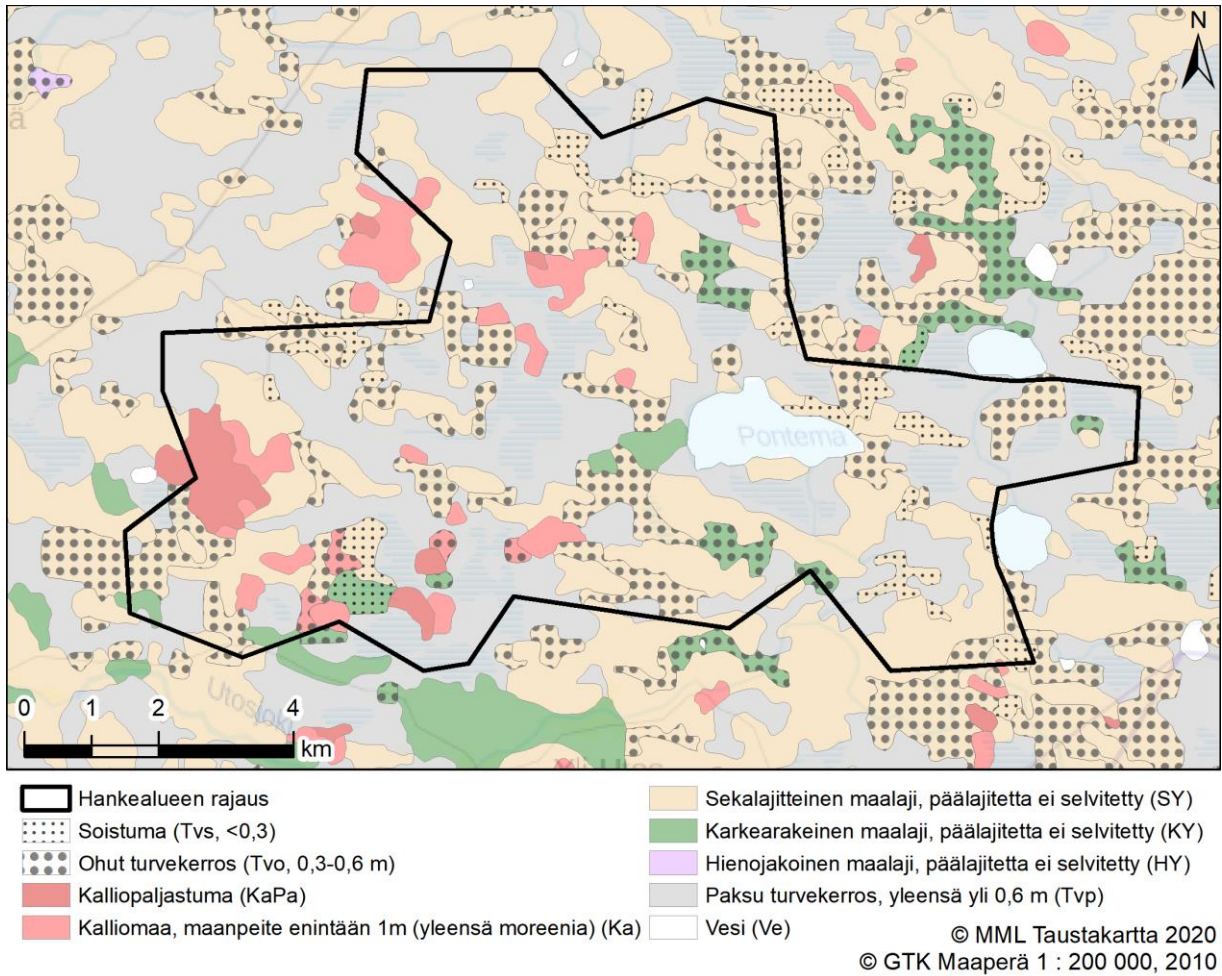 N
ä
Pontema
Utosjoki
0 1 2 4
km
Hankealueen rajaus
Soistuma (Tvs, <0,3)
Ohut turvekerros (Tvo, 0,3-0,6 m)
Kalliopaljastuma (KaPa)
Kalliomaa, maanpeite enintään 1m (yleensä moreenia) (Ka)
Sekalajitteinen maalaji, päälajitetta ei selvitetty (SY)
Karkearakeinen maalaji, päälajitetta ei selvitetty (KY)
Hienojakoinen maalaji, päälajitetta ei selvitetty (HY)
Paksu turvekerros, yleensä yli 0,6 m (Tvp)
Vesi (Ve)
© MML Taustakartta 2020
© GTK Maaperä 1 : 200 000, 2010